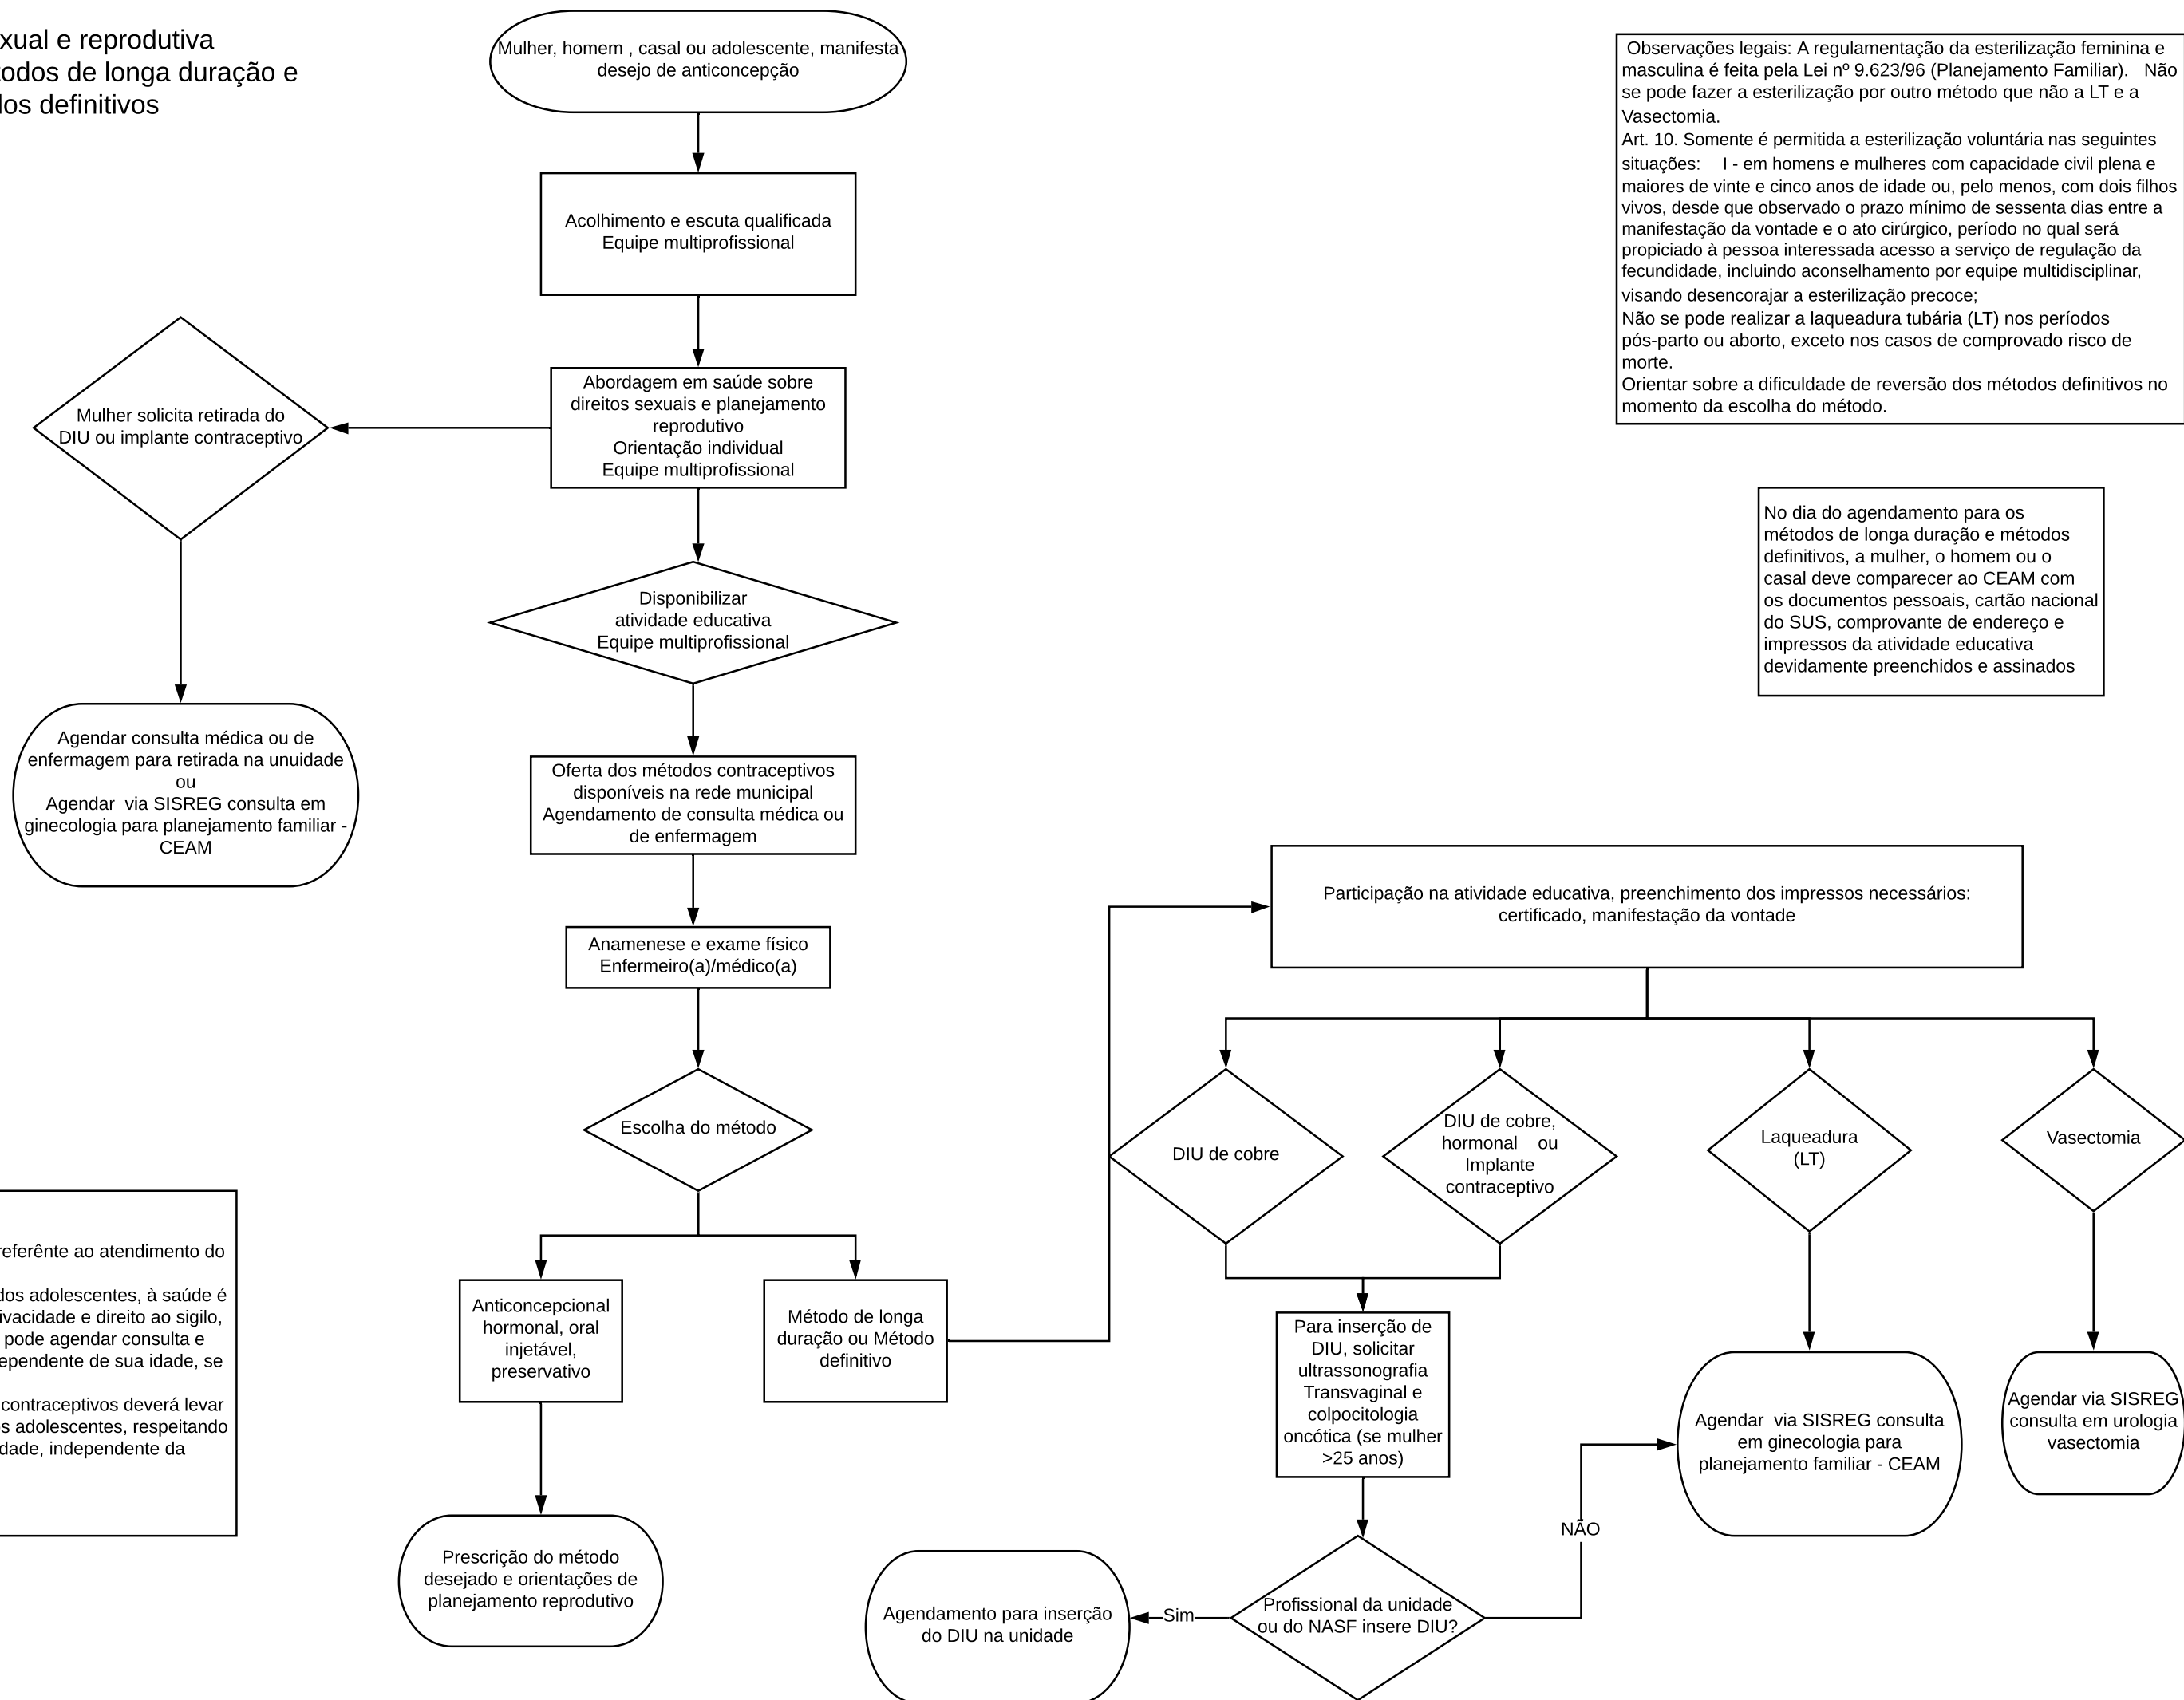 xual e reprodutiva
todos de longa duração e
dos definitivos
Mulher, homem , casal ou adolescente, manifesta
desejo de anticoncepção
Acolhimento e escuta qualificada
Equipe multiprofissional
Abordagem em saúde sobre
direitos sexuais e planejamento
reprodutivo
Orientação individual
Equipe multiprofissional
Mulher solicita retirada do
DIU ou implante contraceptivo
Disponibilizar
atividade educativa
Equipe multiprofissional
Agendar consulta médica ou de
enfermagem para retirada na unuidade
ou
Agendar  via SISREG consulta em
ginecologia para planejamento familiar -
CEAM
Oferta dos métodos contraceptivos
disponíveis na rede municipal
Agendamento de consulta médica ou
de enfermagem
Anamenese e exame físico
Enfermeiro(a)/médico(a)
Escolha do método
Anticoncepcional
hormonal, oral
injetável,
preservativo
Método de longa
duração ou Método
definitivo
Prescrição do método
desejado e orientações de
planejamento reprodutivo
referênte ao atendimento do
dos adolescentes, à saúde é
ivacidade e direito ao sigilo,
pode agendar consulta e
ependente de sua idade, se
contraceptivos deverá levar
s adolescentes, respeitando
dade, independente da
Observações legais: A regulamentação da esterilização feminina e
masculina é feita pela Lei nº 9.623/96 (Planejamento Familiar).   Não
se pode fazer a esterilização por outro método que não a LT e a
Vasectomia.
Art. 10. Somente é permitida a esterilização voluntária nas seguintes
situações:    I - em homens e mulheres com capacidade civil plena e
maiores de vinte e cinco anos de idade ou, pelo menos, com dois filhos
vivos, desde que observado o prazo mínimo de sessenta dias entre a
manifestação da vontade e o ato cirúrgico, período no qual será
propiciado à pessoa interessada acesso a serviço de regulação da
fecundidade, incluindo aconselhamento por equipe multidisciplinar,
visando desencorajar a esterilização precoce;
Não se pode realizar a laqueadura tubária (LT) nos períodos
pós-parto ou aborto, exceto nos casos de comprovado risco de
morte.
Orientar sobre a dificuldade de reversão dos métodos definitivos no
momento da escolha do método.
No dia do agendamento para os
métodos de longa duração e métodos
definitivos, a mulher, o homem ou o
casal deve comparecer ao CEAM com
os documentos pessoais, cartão nacional
do SUS, comprovante de endereço e
impressos da atividade educativa
devidamente preenchidos e assinados
Participação na atividade educativa, preenchimento dos impressos necessários:
certificado, manifestação da vontade
DIU de cobre
DIU de cobre,
hormonal    ou
Implante
contraceptivo
Laqueadura
(LT)
Vasectomia
Para inserção de
DIU, solicitar
ultrassonografia
Transvaginal e
colpocitologia
oncótica (se mulher
>25 anos)
Agendar  via SISREG consulta
em ginecologia para
planejamento familiar - CEAM
Agendar via SISREG
consulta em urologia
vasectomia
NÃO
Profissional da unidade
ou do NASF insere DIU?
Sim
Agendamento para inserção
do DIU na unidade